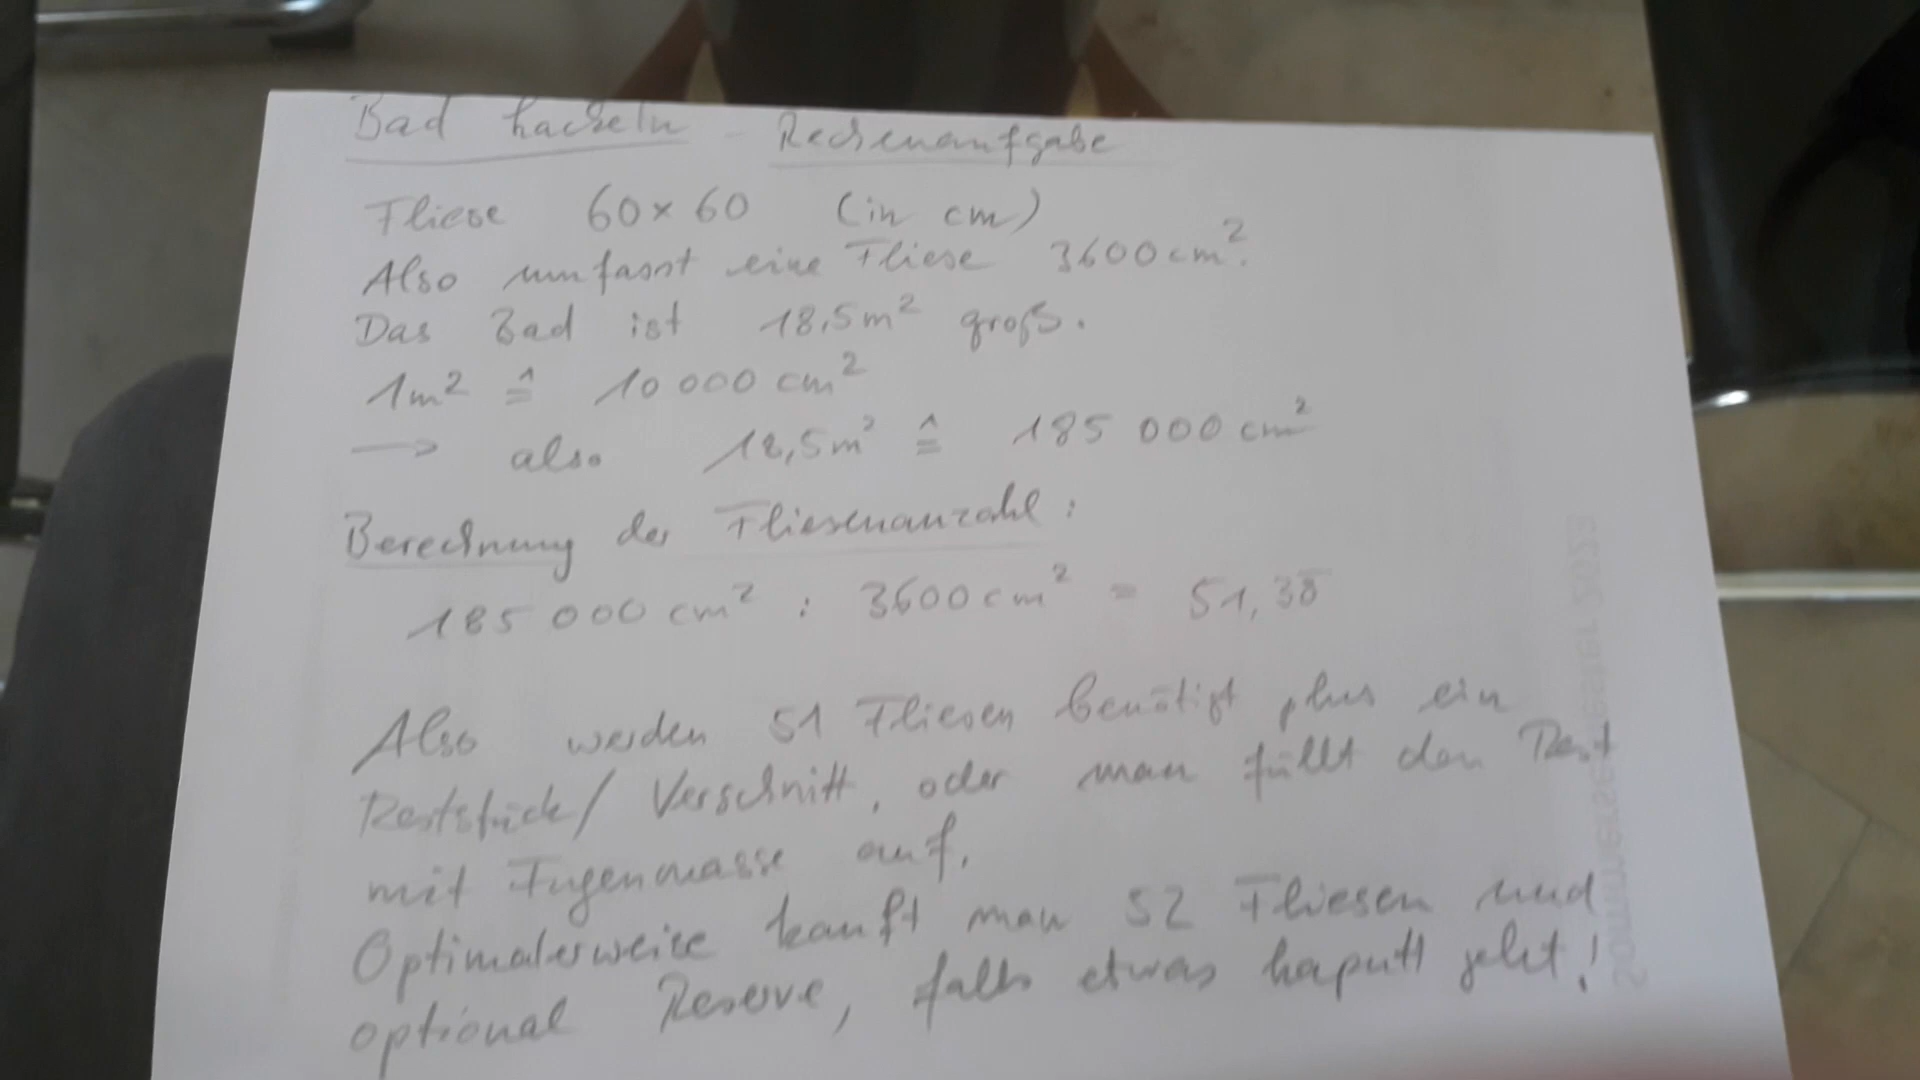 Bad kacheln - Rechenaufgabe
Fliese 60 x 60 (in cm)
Also umfasst eine Fliese 3600 cm².
Das Bad ist 18,5 m² groß.
1 m² ≙ 10 000 cm²
→ also 18,5 m² ≙ 185 000 cm²
Berechnung der Fliesenanzahl:
185 000 cm² : 3600 cm² = 51,38̅
Also werden 51 Fliesen benötigt plus ein
Reststück / Verschnitt, oder man füllt den Rest
mit Fugenmasse auf.
Optimalerweise kauft man 52 Fliesen und
optional Reserve, falls etwas kaputt geht!